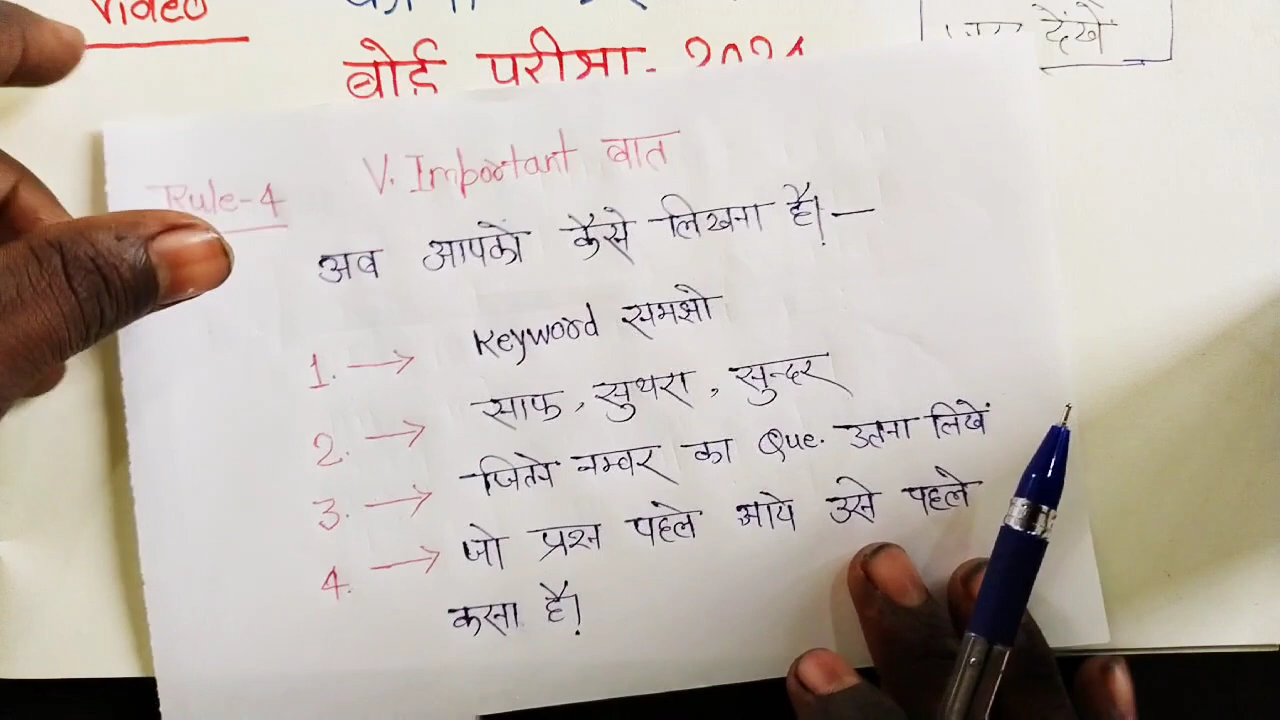 Video
बोर्ड परीक्षा-
देंखें
V. Important बात
Rule-4
अब आपको कैसे लिखना है।—
1. → Keyword समझो
2. → साफ, सुथरा, सुन्दर
3. → जितने नम्बर का Que. उतना लिखें
4. → जो प्रश्न पहले आये उसे पहले
करना है।